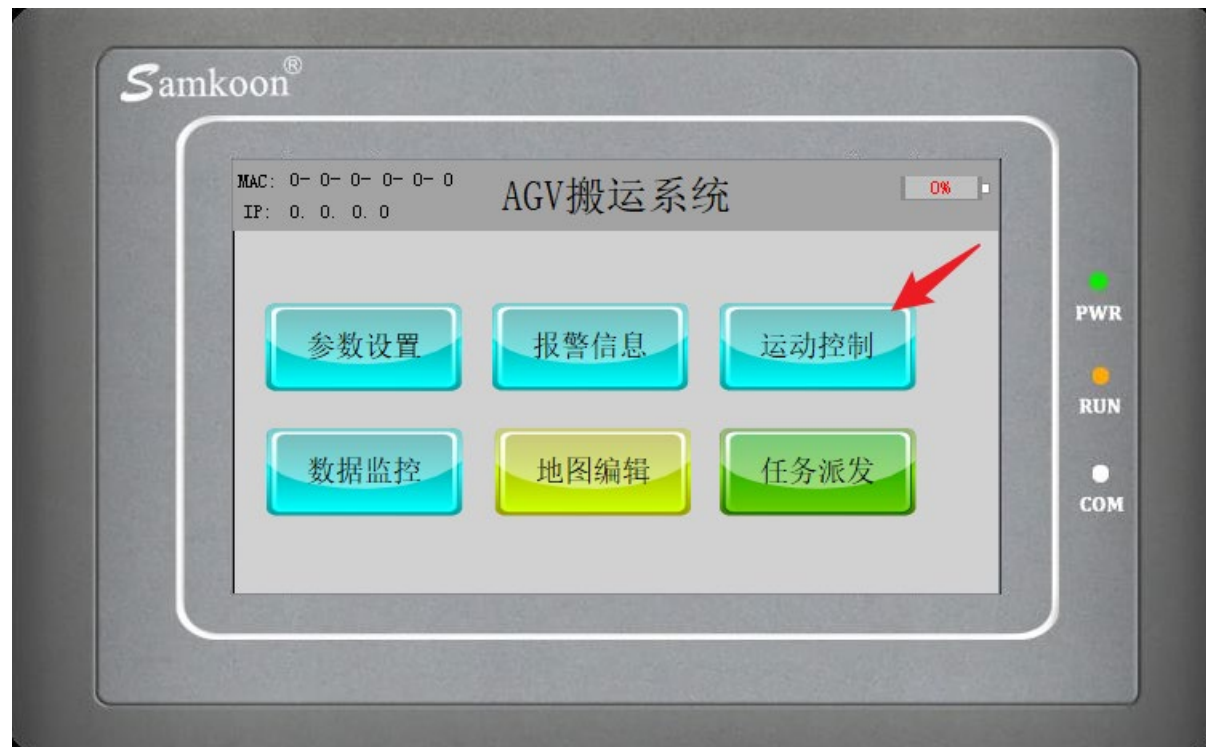 Samkoon®
MAC: 0- 0- 0- 0- 0- 0
IP: 0. 0. 0. 0
AGV搬运系统
0%
参数设置
报警信息
运动控制
数据监控
地图编辑
任务派发
PWR
RUN
COM